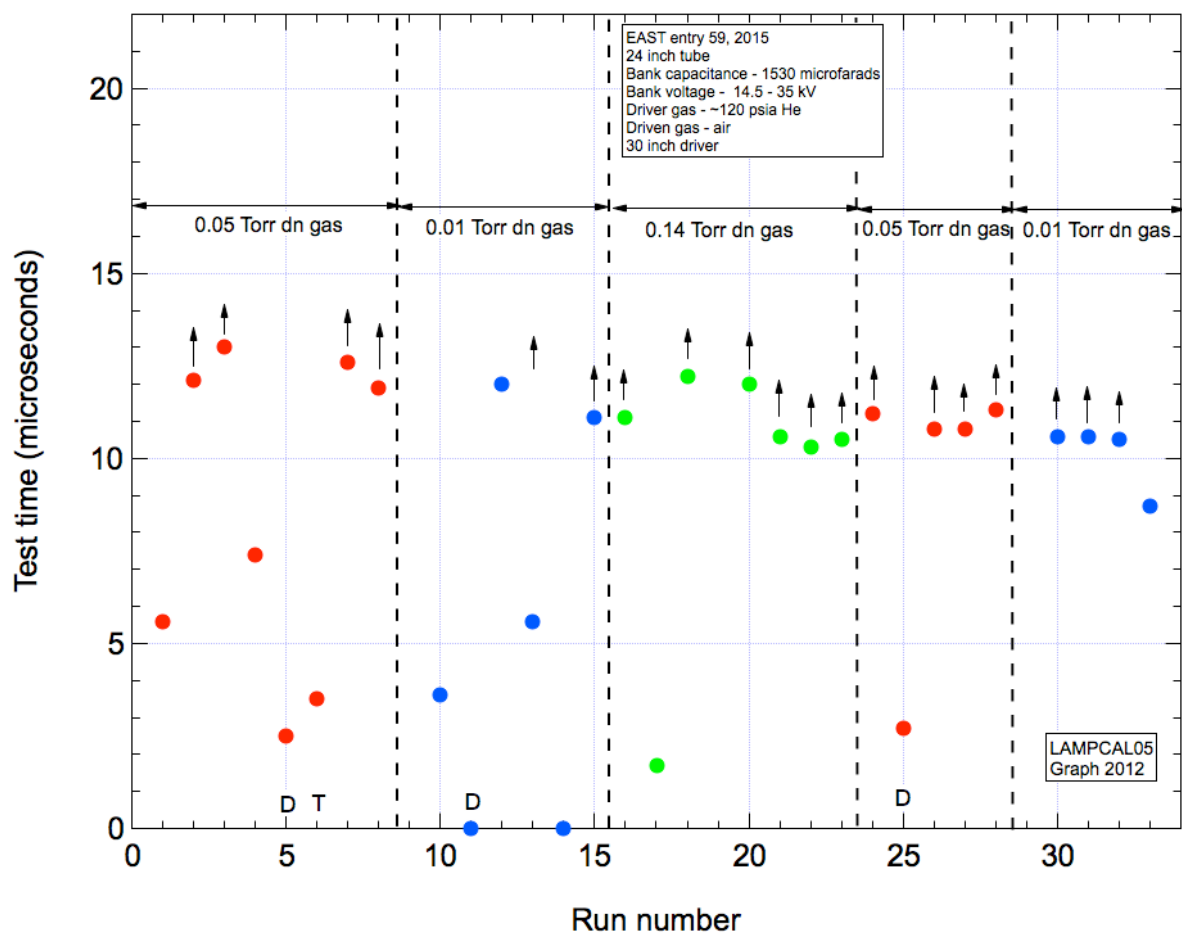 EAST entry 59, 2015
24 inch tube
Bank capacitance - 1530 microfarads
Bank voltage - 14.5 - 35 kV
Driver gas - ~120 psia He
Driven gas - air
30 inch driver
20
0.05 Torr dn gas
0.01 Torr dn gas
0.14 Torr dn gas
0.05 Torr dn gas
0.01 Torr dn gas
15
Test time (microseconds)
10
5
LAMPCAL05
Graph 2012
D
T
D
D
0
0
5
10
15
20
25
30
Run number